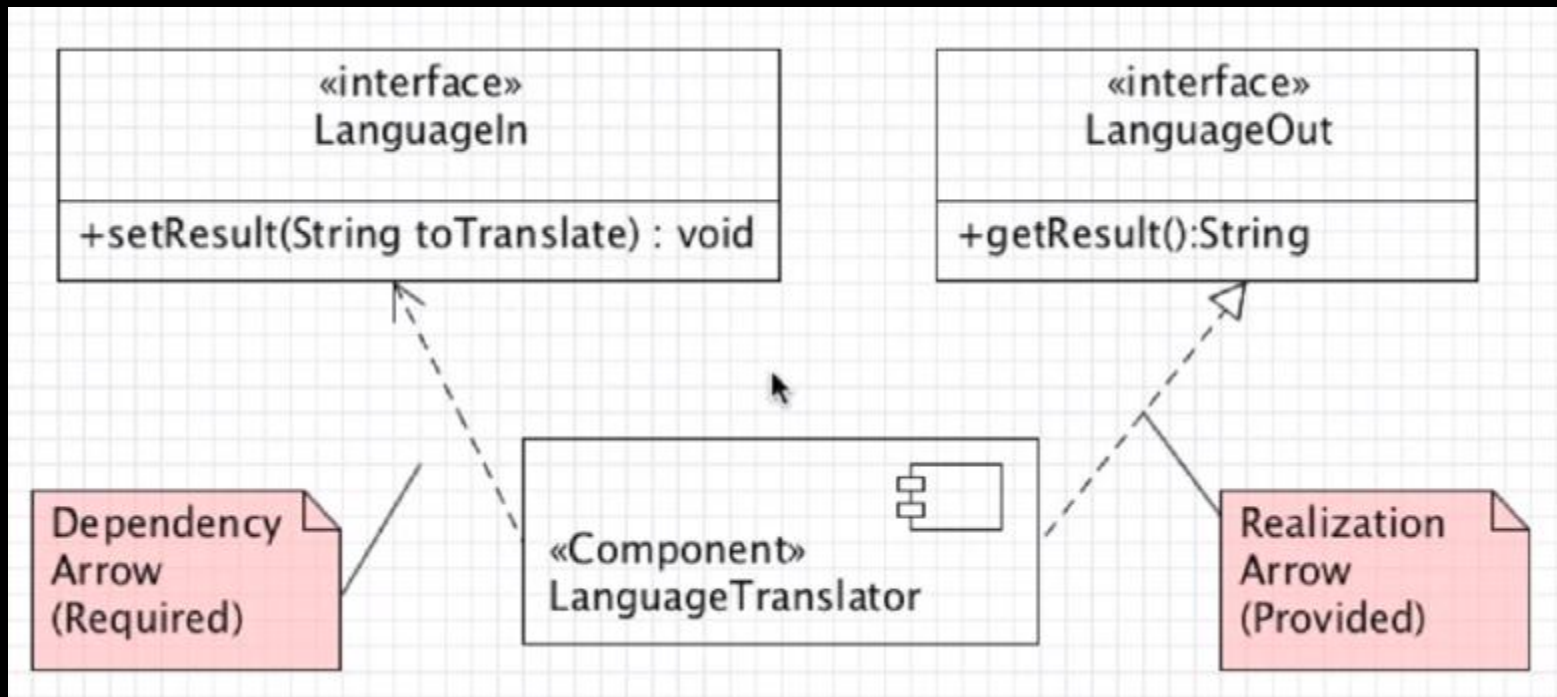 «interface»
LanguageIn
+setResult(String toTranslate) : void
«interface»
LanguageOut
+getResult():String
Dependency
Arrow
(Required)
«Component»
LanguageTranslator
Realization
Arrow
(Provided)